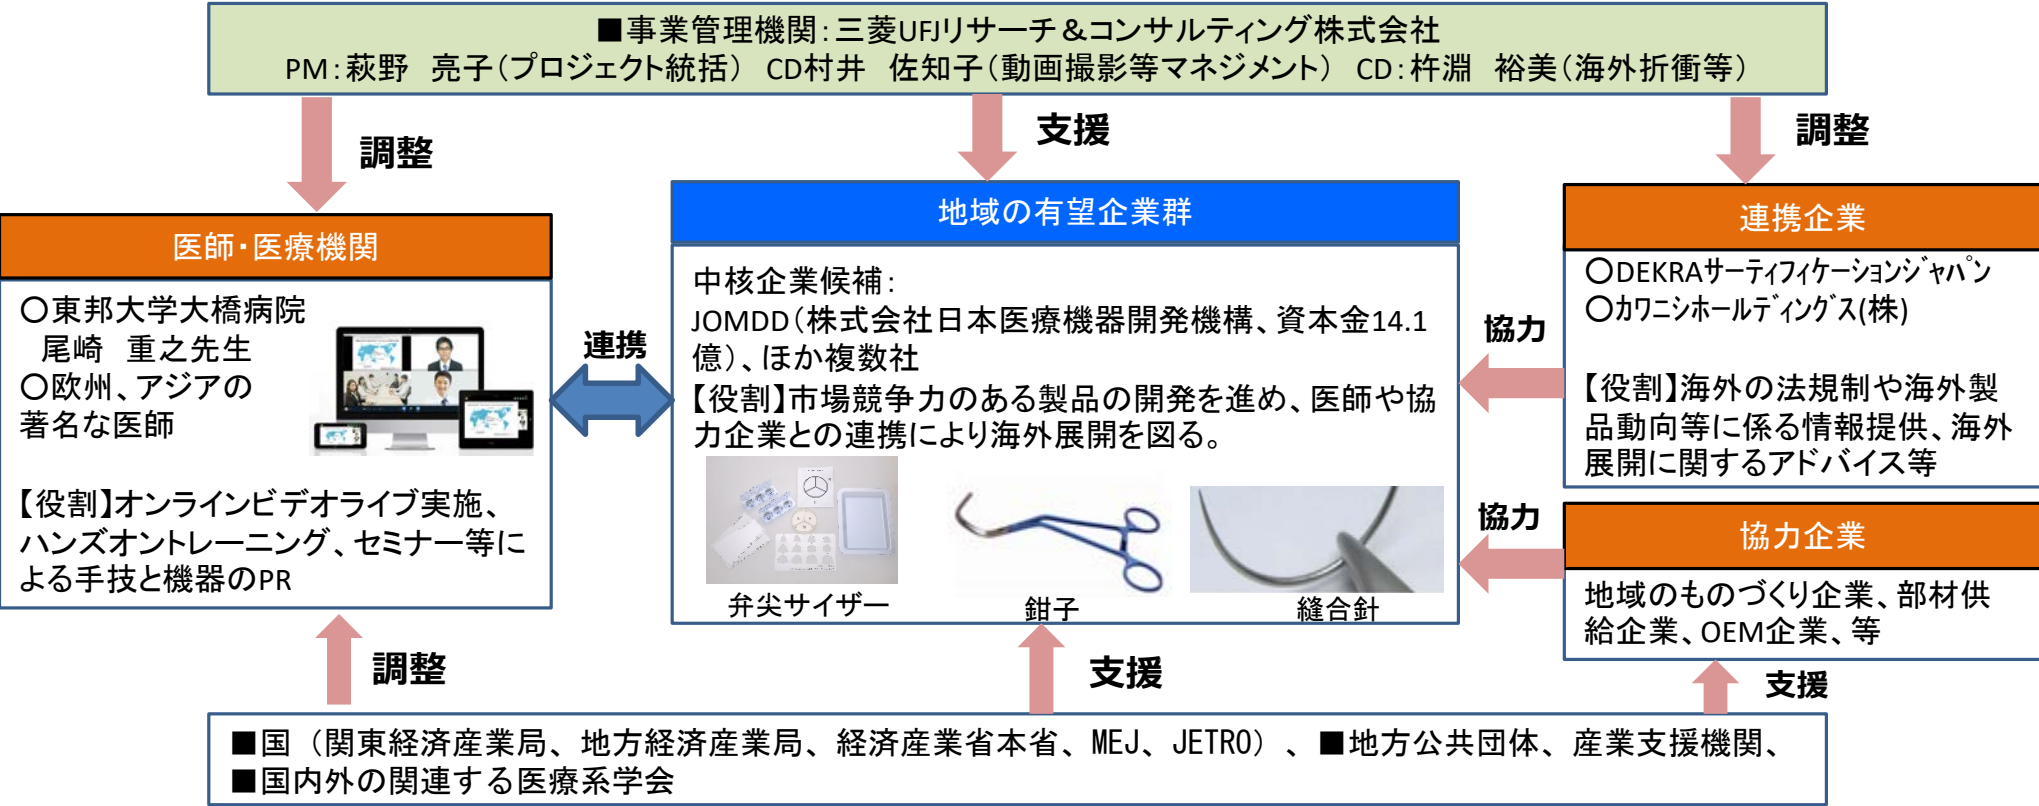 ■事業管理機関：三菱UFJリサーチ＆コンサルティング株式会社
PM：萩野　亮子（プロジェクト統括）　CD村井　佐知子（動画撮影等マネジメント）　CD：杵淵　裕美（海外折衝等）
調整
支援
調整
医師・医療機関
〇東邦大学大橋病院
尾崎　重之先生
〇欧州、アジアの
著名な医師
【役割】オンラインビデオライブ実施、
ハンズオントレーニング、セミナー等に
よる手技と機器のPR
連携
地域の有望企業群
中核企業候補：
JOMDD（株式会社日本医療機器開発機構、資本金14.1
億）、ほか複数社
【役割】市場競争力のある製品の開発を進め、医師や協
力企業との連携により海外展開を図る。
弁尖サイザー
鉗子
縫合針
協力
協力
連携企業
〇DEKRAサーティフィケーションジャパン
〇カワニシホールディングス(株)
【役割】海外の法規制や海外製
品動向等に係る情報提供、海外
展開に関するアドバイス等
協力企業
地域のものづくり企業、部材供
給企業、OEM企業、等
調整
支援
支援
■国（関東経済産業局、地方経済産業局、経済産業省本省、MEJ、JETRO）、■地方公共団体、産業支援機関、
■国内外の関連する医療系学会